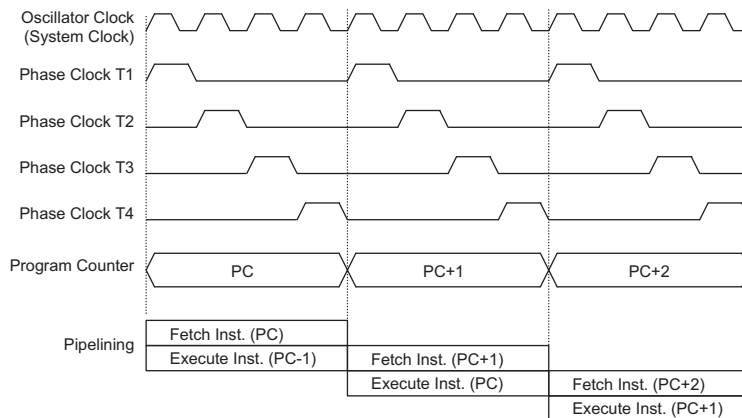 Oscillator Clock
(System Clock)
Phase Clock T1
Phase Clock T2
Phase Clock T3
Phase Clock T4
Program Counter
PC
PC+1
PC+2
Pipelining
Fetch Inst. (PC)
Execute Inst. (PC-1)
Fetch Inst. (PC+1)
Execute Inst. (PC)
Fetch Inst. (PC+2)
Execute Inst. (PC+1)